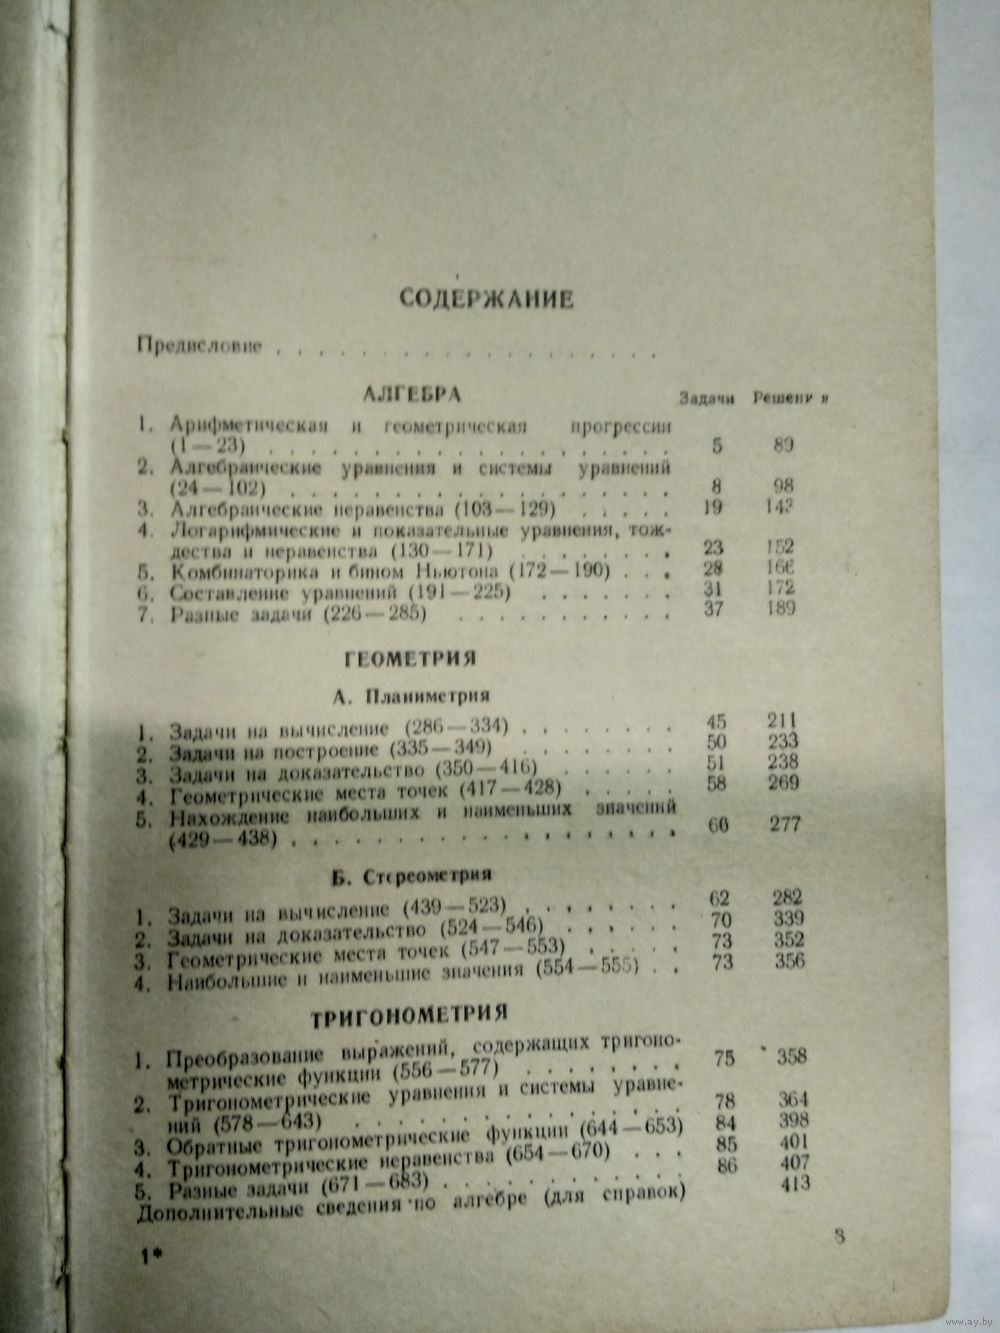 СОДЕРЖАНИЕ
Предисловие . . . . . . . . . . . . . . . . . .
АЛГЕБРА Задачи Решения
1. Арифметическая и геометрическая прогрессии
(1—23) . . . . . . . . . . . . . . . . . . . 5 89
2. Алгебраические уравнения и системы уравнений
(24—102) . . . . . . . . . . . . . . . . . . 8 98
3. Алгебраические неравенства (103—129) . . . . . 19 143
4. Логарифмические и показательные уравнения, тож-
дества и неравенства (130—171) . . . . . . . . 23 152
5. Комбинаторика и бином Ньютона (172—190) . . . 28 166
6. Составление уравнений (191—225) . . . . . . . 31 172
7. Разные задачи (226—285) . . . . . . . . . . . 37 189
ГЕОМЕТРИЯ
А. Планиметрия
1. Задачи на вычисление (286—334) . . . . . . . . 45 211
2. Задачи на построение (335—349) . . . . . . . . 50 233
3. Задачи на доказательство (350—416) . . . . . . 51 238
4. Геометрические места точек (417—428) . . . . . 58 269
5. Нахождение наибольших и наименьших значений
(429—438) . . . . . . . . . . . . . . . . . . 60 277
Б. Стереометрия
1. Задачи на вычисление (439—523) . . . . . . . . 62 282
2. Задачи на доказательство (524—546) . . . . . . 70 339
3. Геометрические места точек (547—553) . . . . . 73 352
4. Наибольшие и наименьшие значения (554—555) . . 73 356
ТРИГОНОМЕТРИЯ
1. Преобразование выражений, содержащих тригоно-
метрические функции (556—577) . . . . . . . . 75 358
2. Тригонометрические уравнения и системы уравне-
ний (578—643) . . . . . . . . . . . . . . . . 78 364
3. Обратные тригонометрические функции (644—653) 84 398
4. Тригонометрические неравенства (654—670) . . . 85 401
5. Разные задачи (671—683) . . . . . . . . . . . . 86 407
Дополнительные сведения по алгебре (для справок) 413
1*
3
www.ay.by